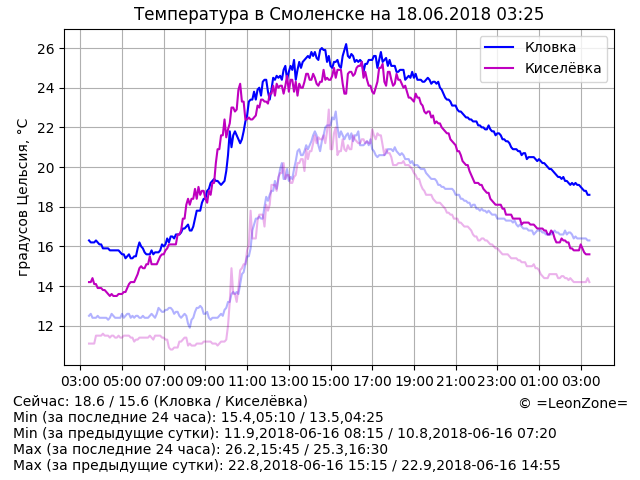 Температура в Смоленске на 18.06.2018 03:25
Кловка
Киселёвка
градусов Цельсия, °C
26
24
22
20
18
16
14
12
03:00 05:00 07:00 09:00 11:00 13:00 15:00 17:00 19:00 21:00 23:00 01:00 03:00
Сейчас: 18.6 / 15.6 (Кловка / Киселёвка)
© =LeonZone=
Min (за последние 24 часа): 15.4,05:10 / 13.5,04:25
Min (за предыдущие сутки): 11.9,2018-06-16 08:15 / 10.8,2018-06-16 07:20
Max (за последние 24 часа): 26.2,15:45 / 25.3,16:30
Max (за предыдущие сутки): 22.8,2018-06-16 15:15 / 22.9,2018-06-16 14:55